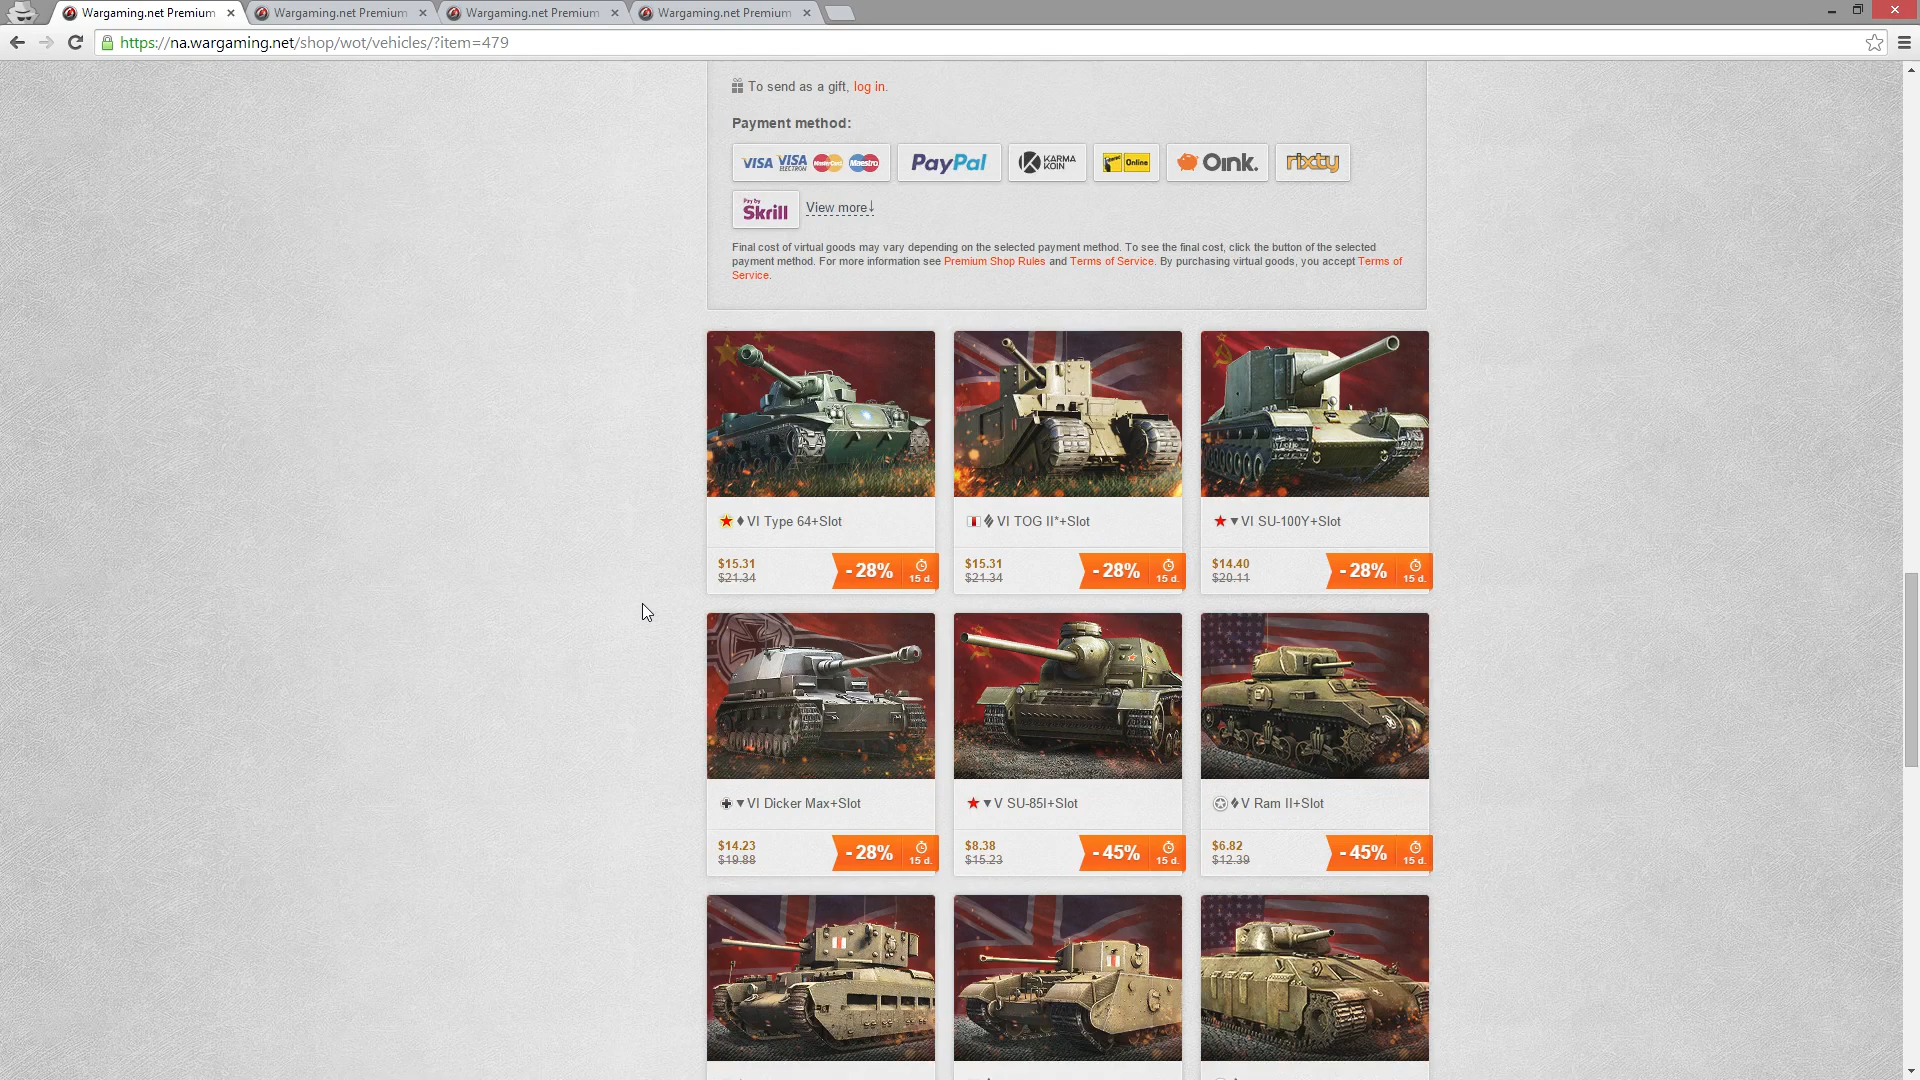 Wargaming.net Premium
Wargaming.net Premium
Wargaming.net Premium
Wargaming.net Premium
https://na.wargaming.net/shop/wot/vehicles/?item=479
To send as a gift, log in.
Payment method:
VISA VISA ELECTRON MasterCard Maestro
PayPal
KARMA KOIN
Online
Oink.
rixty
Pay by Skrill
View more↓
Final cost of virtual goods may vary depending on the selected payment method. To see the final cost, click the button of the selected
payment method. For more information see Premium Shop Rules and Terms of Service. By purchasing virtual goods, you accept Terms of
Service.
VI Type 64+Slot
VI TOG II*+Slot
VI SU-100Y+Slot
$15.31
$21.34
- 28%
15 d.
$15.31
$21.34
- 28%
15 d.
$14.40
$20.11
- 28%
15 d.
VI Dicker Max+Slot
V SU-85I+Slot
V Ram II+Slot
$14.23
$19.88
- 28%
15 d.
$8.38
$15.23
- 45%
15 d.
$6.82
$12.39
- 45%
15 d.